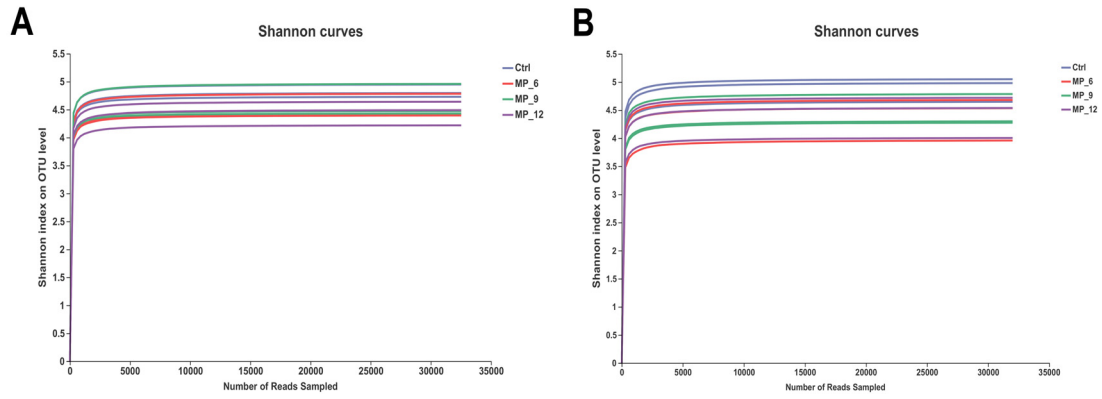 A
Shannon curves
Shannon index on OTU level
5.5
5
4.5
4
3.5
3
2.5
2
1.5
1
0.5
0
0 5000 10000 15000 20000 25000 30000 35000
Number of Reads Sampled
Ctrl
MP_6
MP_9
MP_12
B
Shannon curves
Shannon index on OTU level
5.5
5
4.5
4
3.5
3
2.5
2
1.5
1
0.5
0
0 5000 10000 15000 20000 25000 30000 35000
Number of Reads Sampled
Ctrl
MP_6
MP_9
MP_12